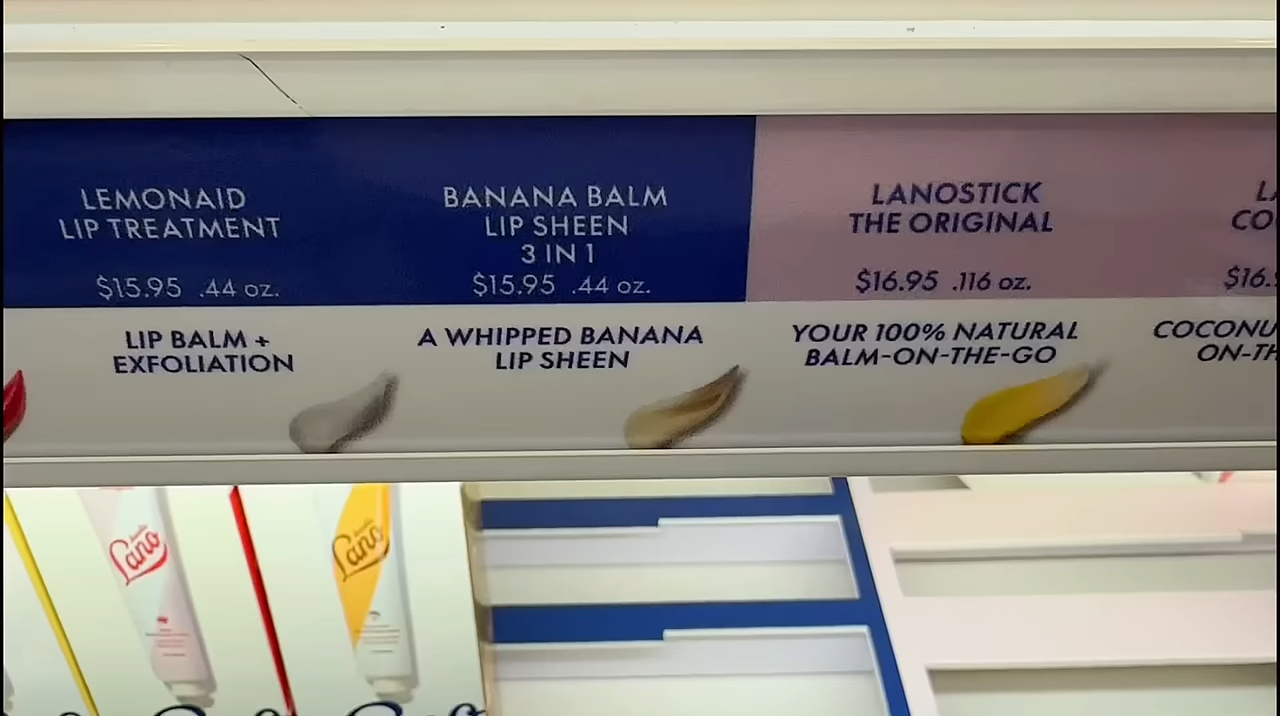 LEMONAID
LIP TREATMENT
$15.95 .44 oz.
LIP BALM +
EXFOLIATION
BANANA BALM
LIP SHEEN
3 IN 1
$15.95 .44 oz.
A WHIPPED BANANA
LIP SHEEN
LANOSTICK
THE ORIGINAL
$16.95 .116 oz.
YOUR 100% NATURAL
BALM-ON-THE-GO
$16.
Lano
Lano